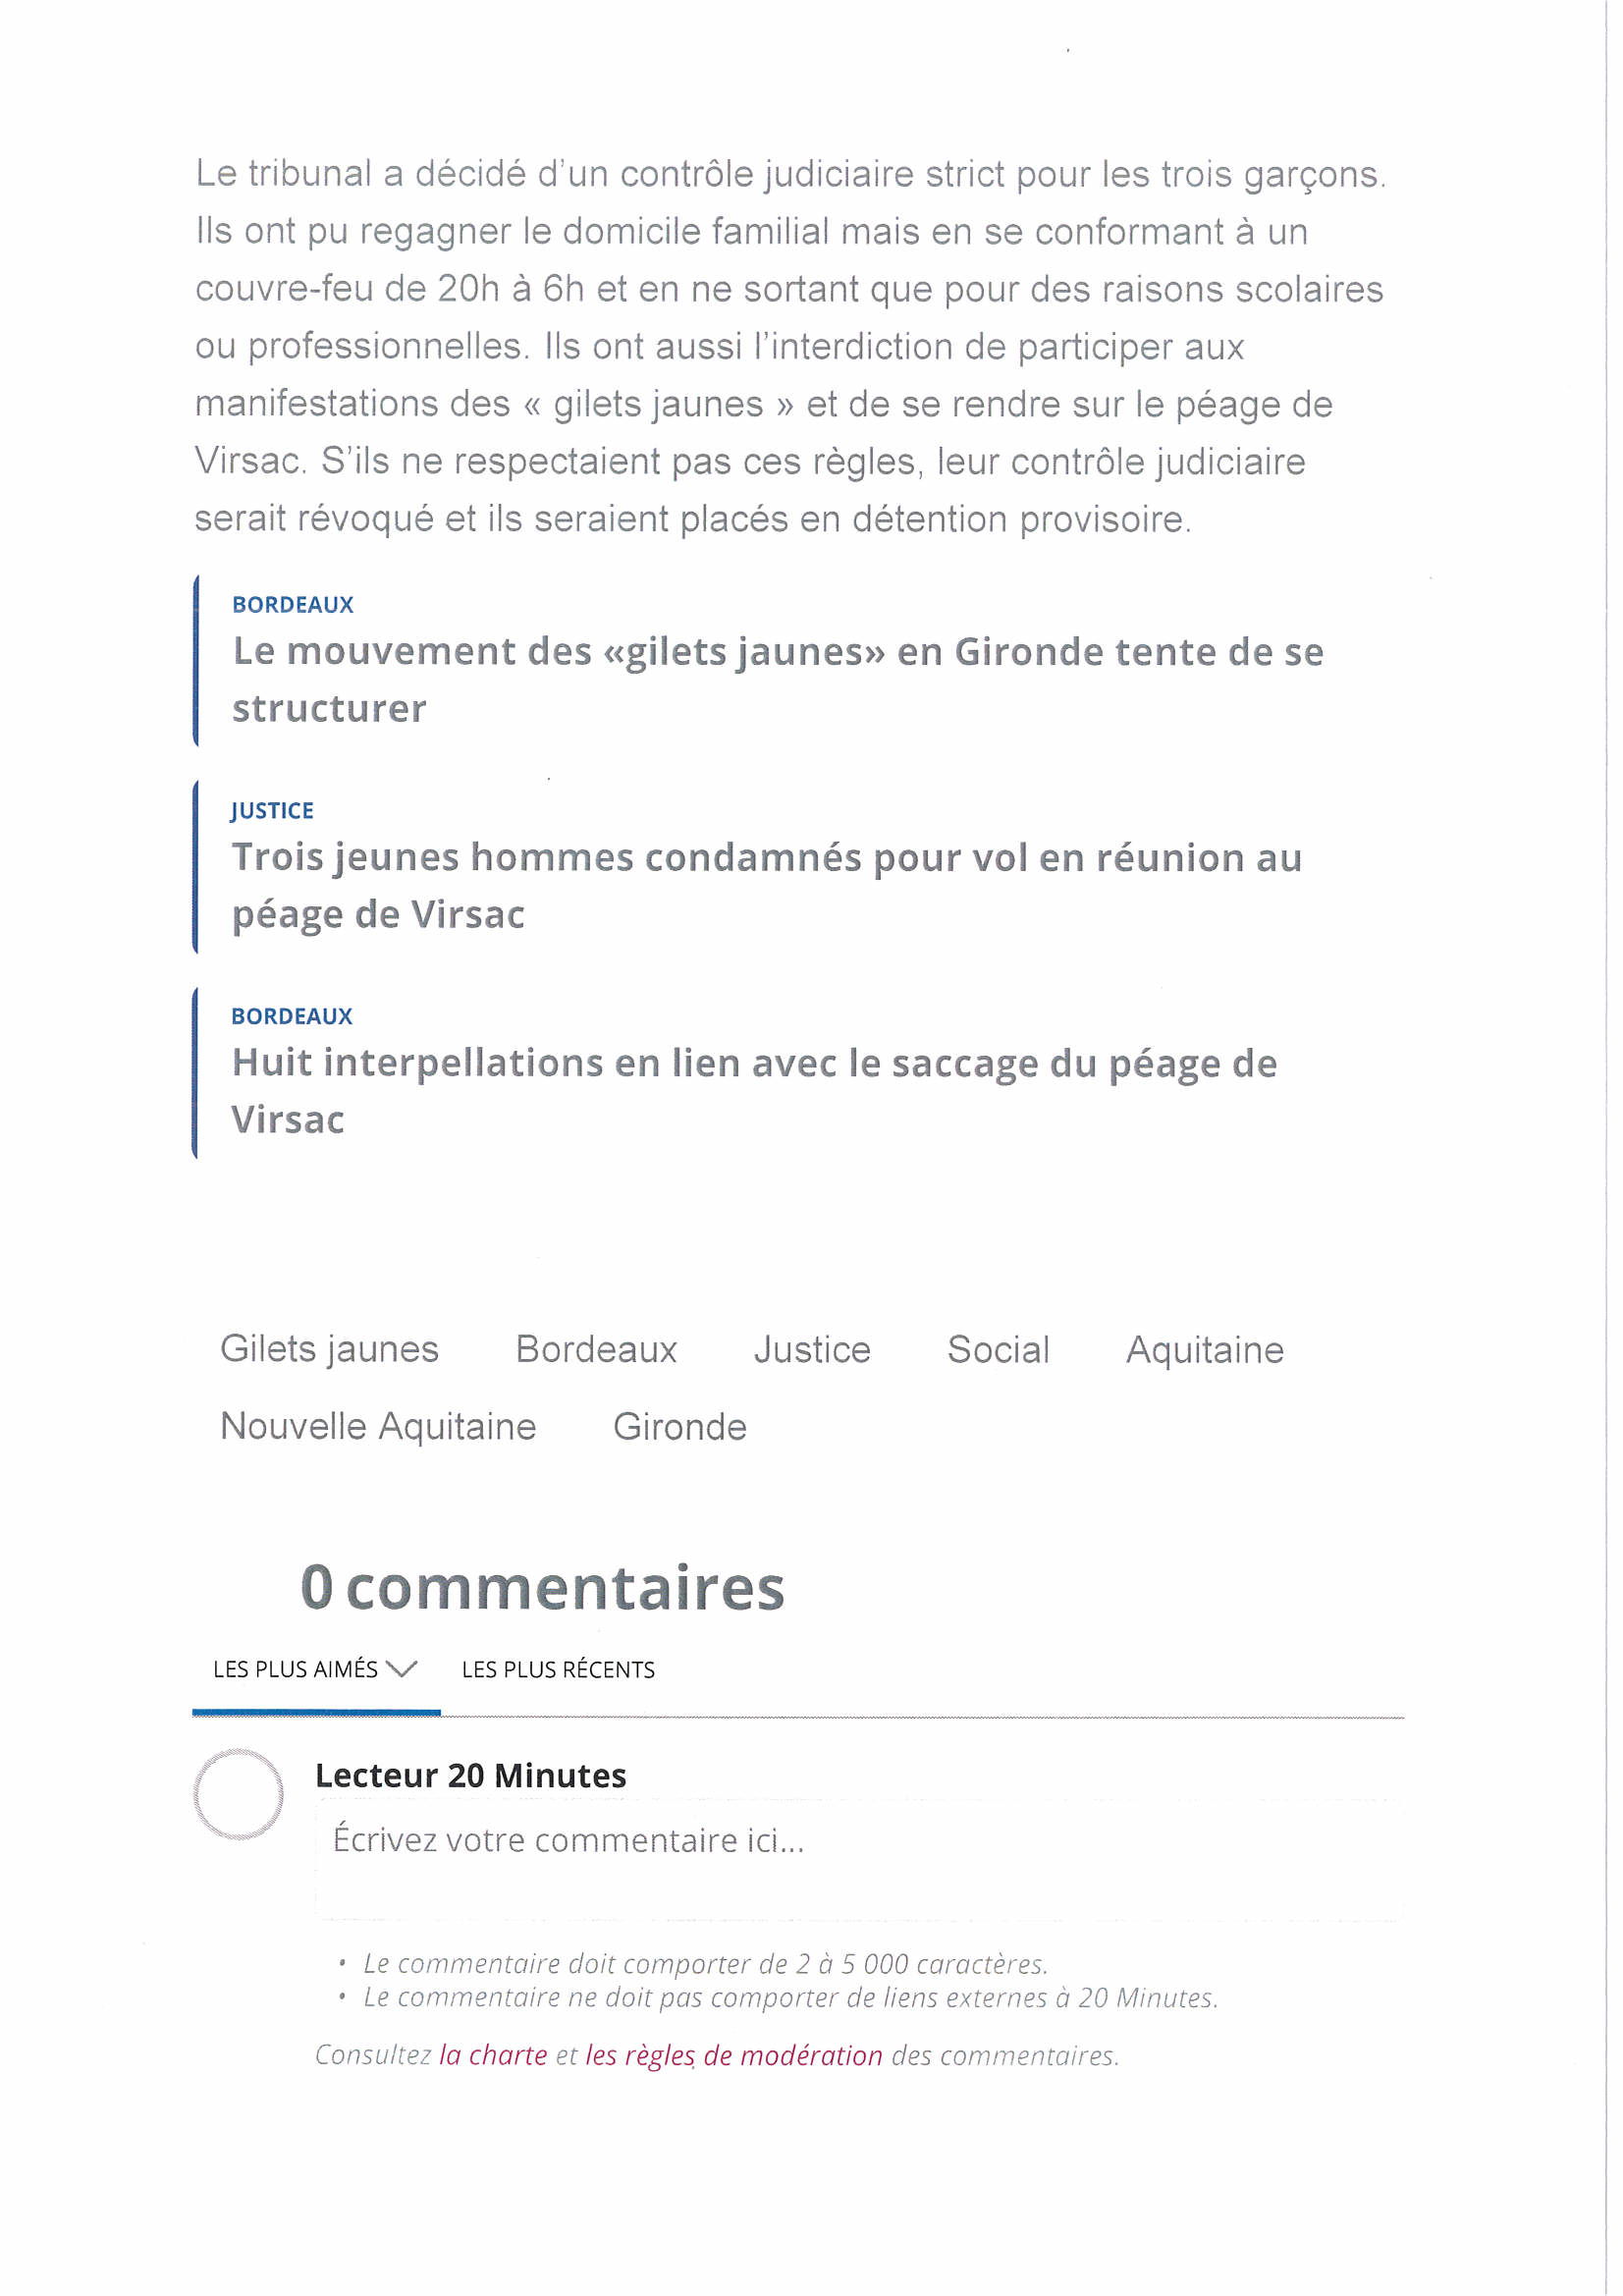 Le tribunal a décidé d'un contrôle judiciaire strict pour les trois garçons.
Ils ont pu regagner le domicile familial mais en se conformant à un
couvre-feu de 20h à 6h et en ne sortant que pour des raisons scolaires
ou professionnelles. Ils ont aussi l'interdiction de participer aux
manifestations des « gilets jaunes » et de se rendre sur le péage de
Virsac. S'ils ne respectaient pas ces règles, leur contrôle judiciaire
serait révoqué et ils seraient placés en détention provisoire.
BORDEAUX
Le mouvement des «gilets jaunes» en Gironde tente de se
structurer
JUSTICE
Trois jeunes hommes condamnés pour vol en réunion au
péage de Virsac
BORDEAUX
Huit interpellations en lien avec le saccage du péage de
Virsac
Gilets jaunes Bordeaux Justice Social Aquitaine
Nouvelle Aquitaine Gironde
0 commentaires
LES PLUS AIMÉS LES PLUS RÉCENTS
Lecteur 20 Minutes
Écrivez votre commentaire ici...
• Le commentaire doit comporter de 2 à 5 000 caractères.
• Le commentaire ne doit pas comporter de liens externes à 20 Minutes.
Consultez la charte et les règles de modération des commentaires.